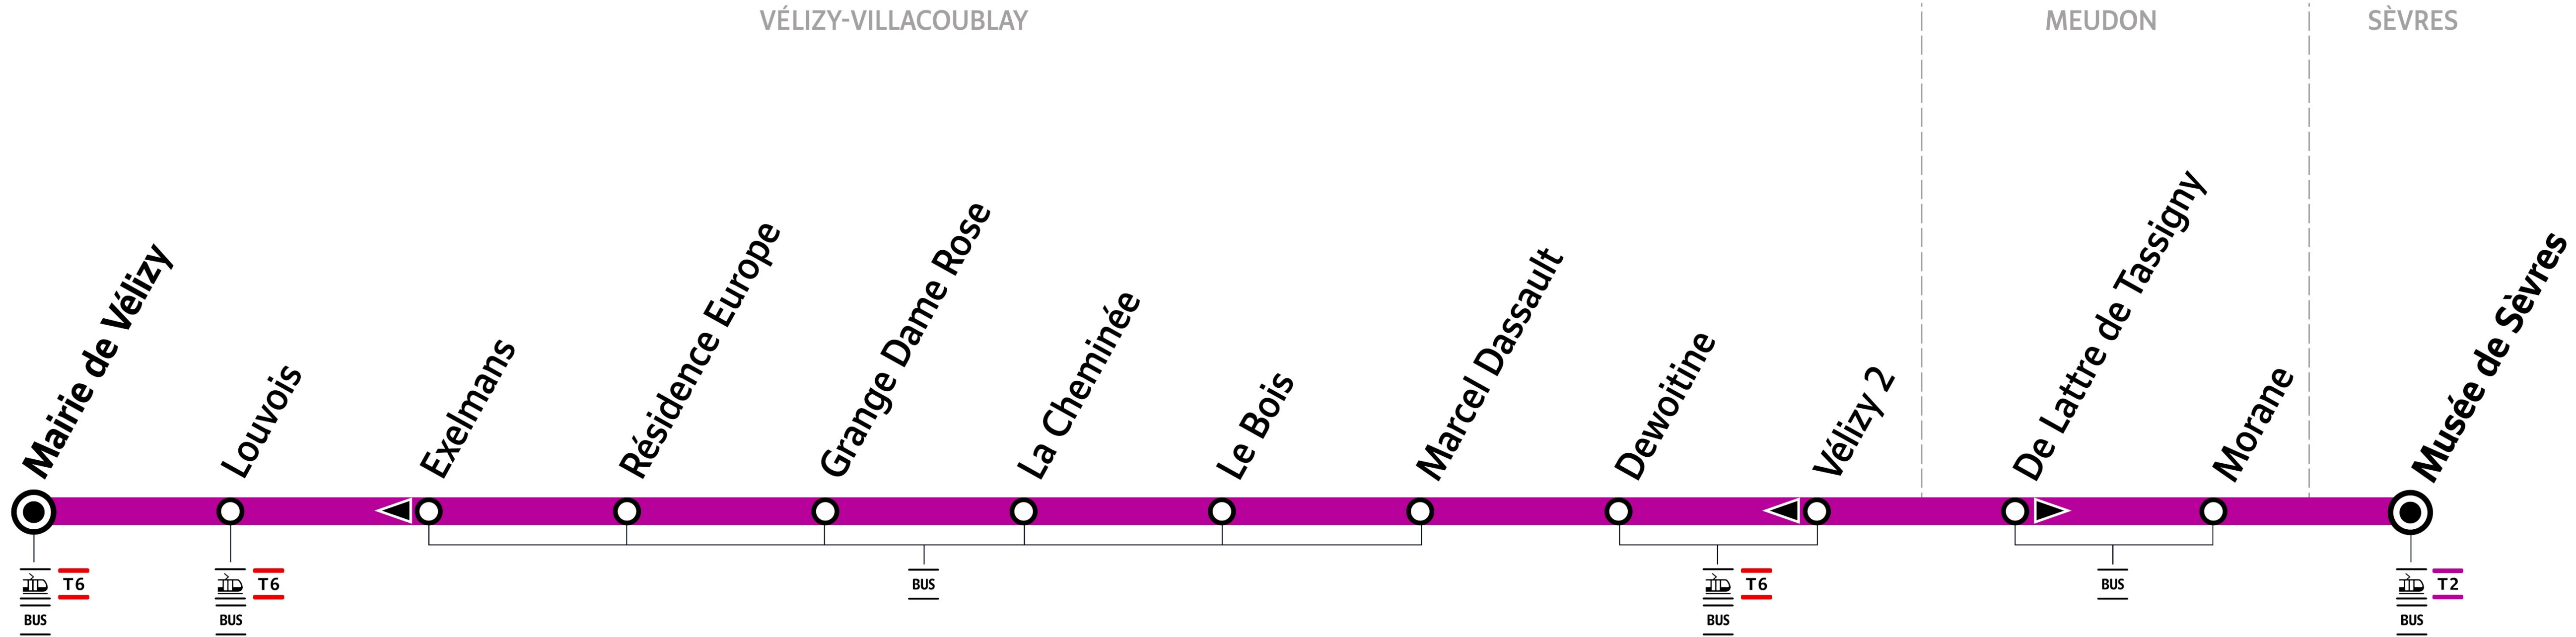 VÉLIZY-VILLACOUBLAY
MEUDON
SÈVRES
Mairie de Vélizy
Louvois
Exelmans
Résidence Europe
Grange Dame Rose
La Cheminée
Le Bois
Marcel Dassault
Dewoitine
Vélizy 2
De Lattre de Tassigny
Morane
Musée de Sèvres
T6
BUS
T6
BUS
BUS
T6
BUS
BUS
T2
BUS